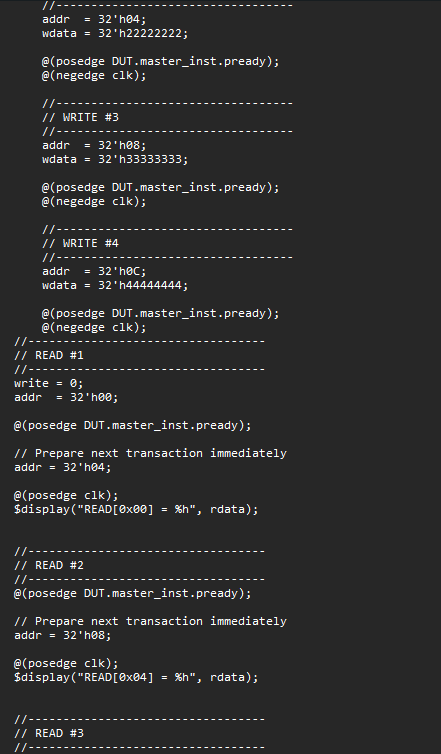 //----------------------------------
addr  = 32'h04;
wdata = 32'h22222222;

@(posedge DUT.master_inst.pready);
@(negedge clk);

//----------------------------------
// WRITE #3
//----------------------------------
addr  = 32'h08;
wdata = 32'h33333333;

@(posedge DUT.master_inst.pready);
@(negedge clk);

//----------------------------------
// WRITE #4
//----------------------------------
addr  = 32'h0C;
wdata = 32'h44444444;

@(posedge DUT.master_inst.pready);
@(negedge clk);
//----------------------------------
// READ #1
//----------------------------------
write = 0;
addr  = 32'h00;

@(posedge DUT.master_inst.pready);

// Prepare next transaction immediately
addr = 32'h04;

@(posedge clk);
$display("READ[0x00] = %h", rdata);

//----------------------------------
// READ #2
//----------------------------------
@(posedge DUT.master_inst.pready);

// Prepare next transaction immediately
addr = 32'h08;

@(posedge clk);
$display("READ[0x04] = %h", rdata);

//----------------------------------
// READ #3
//----------------------------------